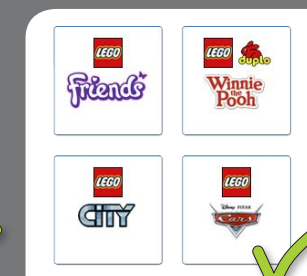 LEGO
Friends
LEGO duplo
Winnie
the
Pooh
LEGO
CITY
LEGO
Disney PIXAR
Cars